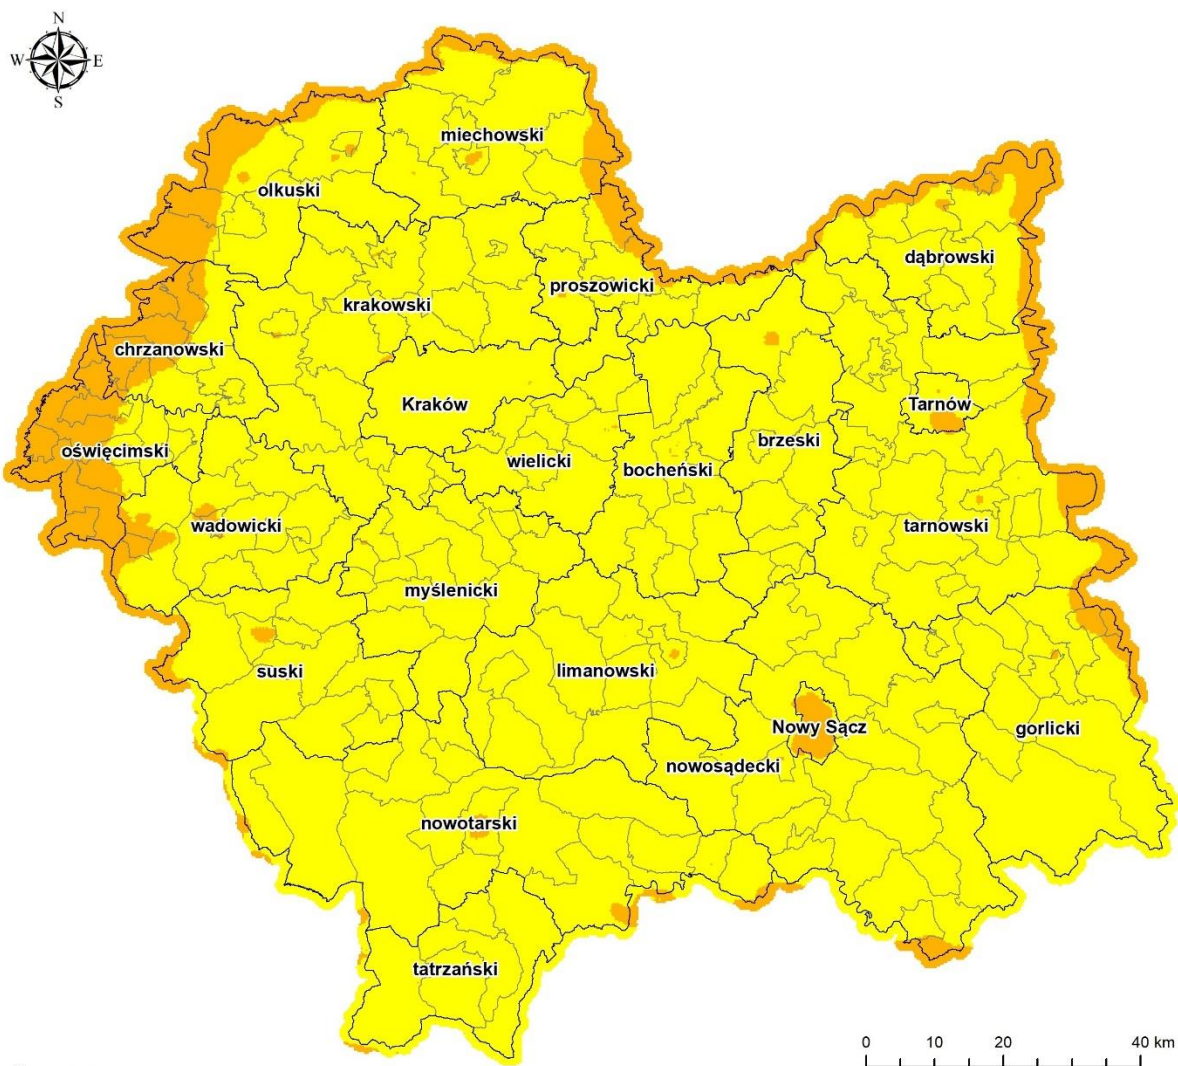 N
W E
S
miechowski
olkuski
dąbrowski
proszowicki
krakowski
chrzanowski
Kraków
Tarnów
brzeski
oświęcimski
wielicki
bocheński
wadowicki
tarnowski
myślenicki
suski
limanowski
Nowy Sącz
gorlicki
nowosądecki
nowotarski
tatrzański
0 10 20 40 km